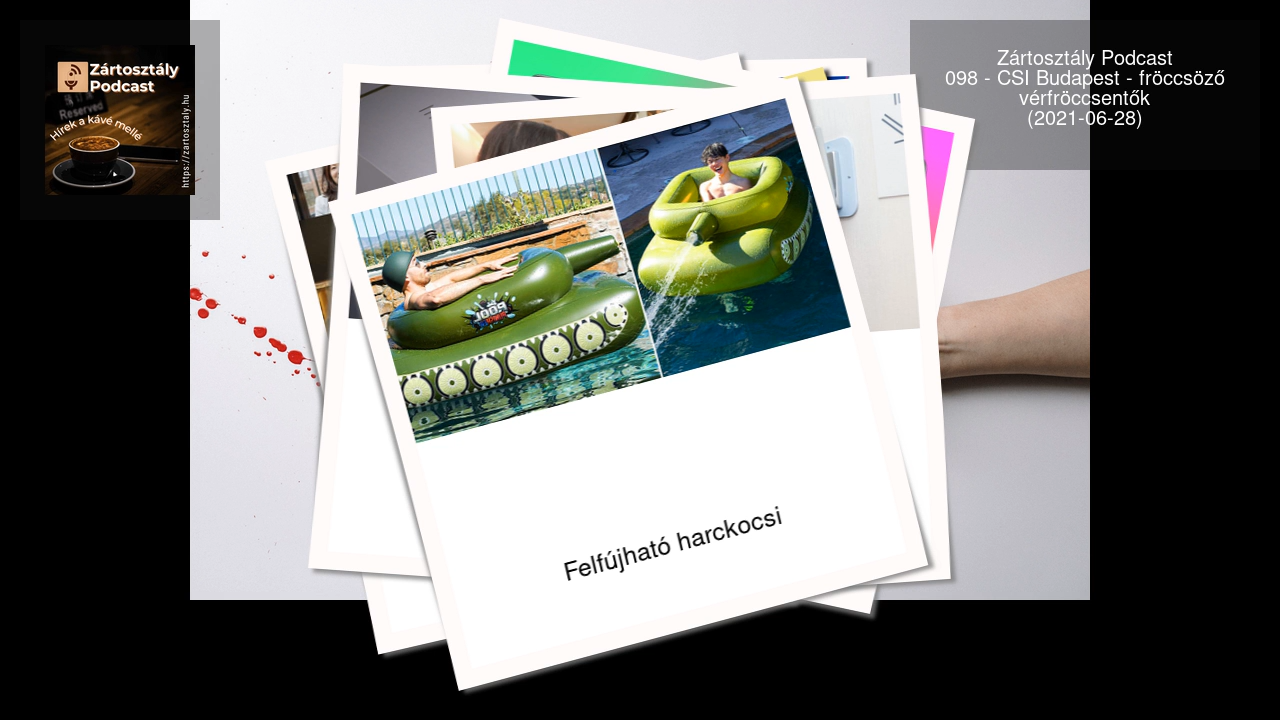 Zártosztály
Podcast
Reserved
Hírek a kávé mellé
https://zartosztaly.hu
Zártosztály Podcast
098 - CSI Budapest - fröccsöző
vérfröccsentők
(2021-06-28)
Felfújható harckocsi